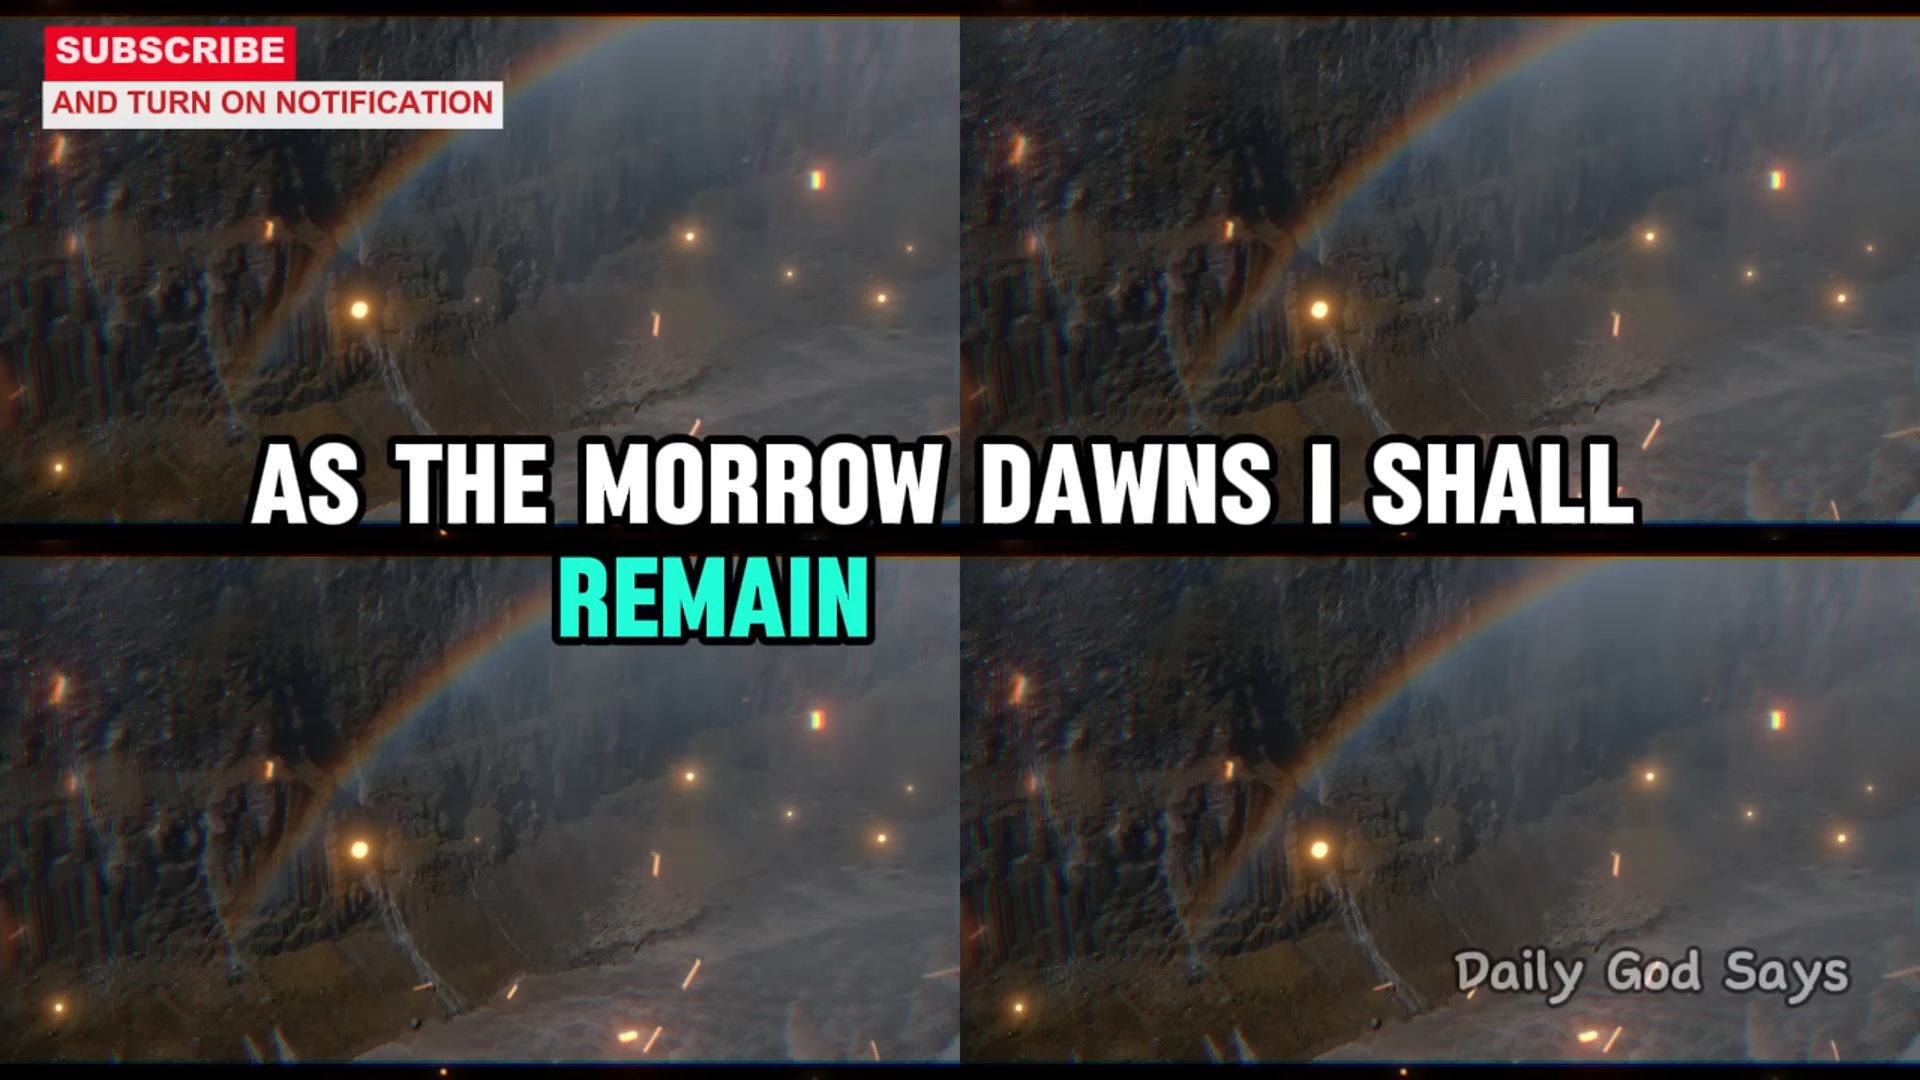 SUBSCRIBE
AND TURN ON NOTIFICATION
AS THE MORROW DAWNS I SHALL
REMAIN
Daily God Says